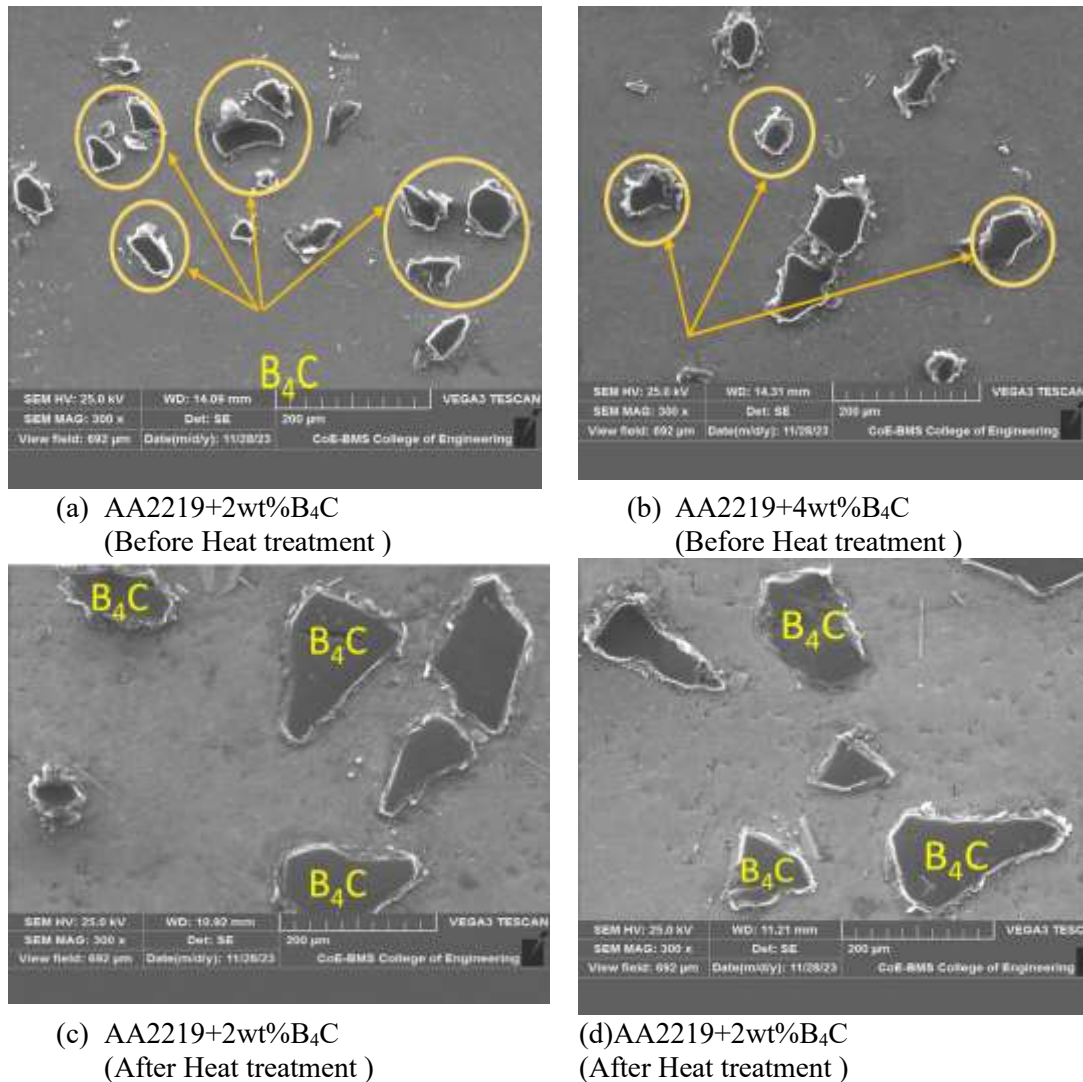 B₄C
SEM HV: 25.0 kV WD: 14.09 mm VEGA3 TESCAN
SEM MAG: 300 x Det: SE 200 µm
View field: 692 µm Date(m/d/y): 11/28/23 CoE-BMS College of Engineering
SEM HV: 25.0 kV WD: 14.31 mm VEGA3 TESCAN
SEM MAG: 300 x Det: SE 200 µm
View field: 692 µm Date(m/d/y): 11/28/23 CoE-BMS College of Engineering
(a) AA2219+2wt%B₄C
(Before Heat treatment )
(b) AA2219+4wt%B₄C
(Before Heat treatment )
B₄C
B₄C
B₄C
SEM HV: 25.0 kV WD: 10.92 mm VEGA3 TESCAN
SEM MAG: 300 x Det: SE 200 µm
View field: 692 µm Date(m/d/y): 11/28/23 CoE-BMS College of Engineering
B₄C
B₄C
B₄C
SEM HV: 25.0 kV WD: 11.21 mm VEGA3 TESC
SEM MAG: 300 x Det: SE 200 µm
View field: 692 µm Date(m/d/y): 11/28/23 CoE-BMS College of Engineering
(c) AA2219+2wt%B₄C
(After Heat treatment )
(d)AA2219+2wt%B₄C
(After Heat treatment )